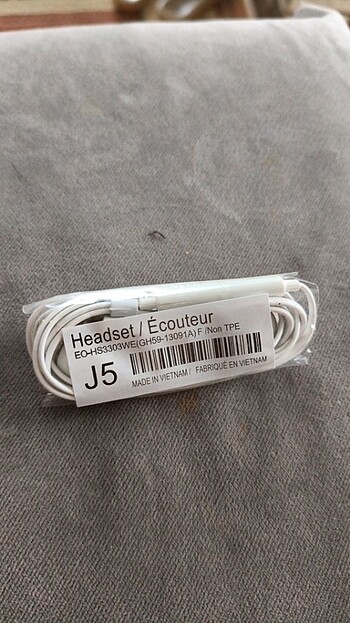 Headset / Écouteur
EO-HS3303WE(GH59-13091A) F /Non TPE
J5
MADE IN VIETNAM / FABRIQUÉ EN VIETNAM